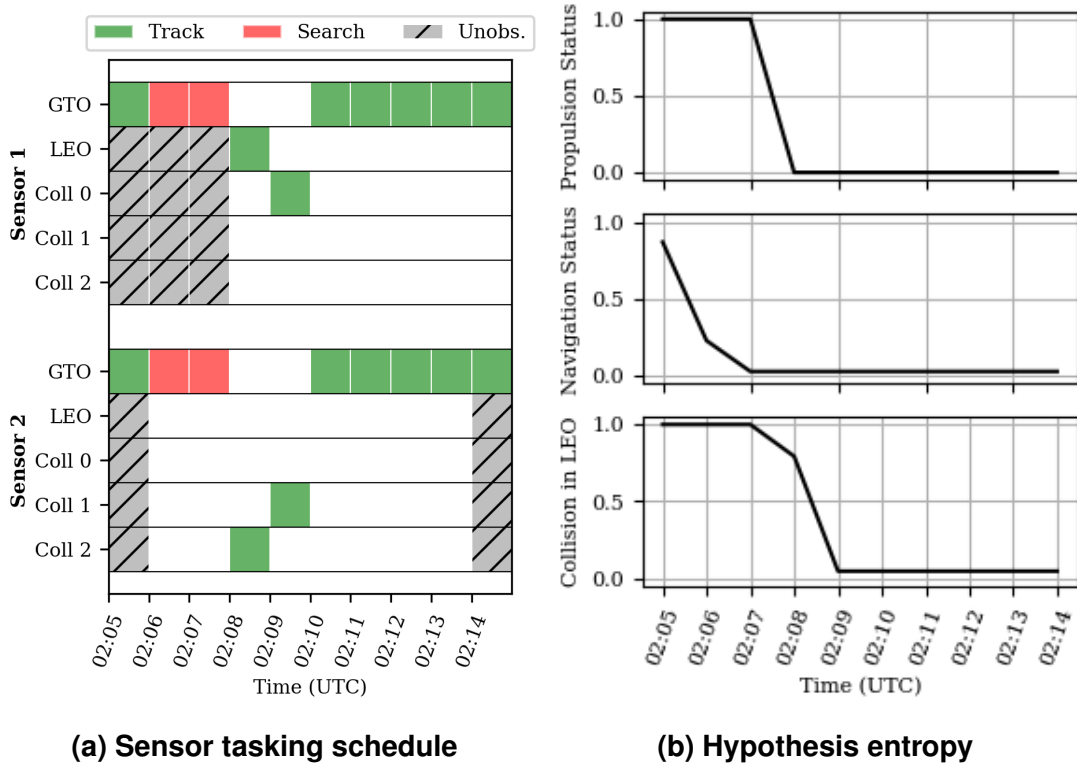 Track Search Unobs.
Sensor 1
GTO
LEO
Coll 0
Coll 1
Coll 2
Sensor 2
GTO
LEO
Coll 0
Coll 1
Coll 2
02:05 02:06 02:07 02:08 02:09 02:10 02:11 02:12 02:13 02:14
Time (UTC)
(a) Sensor tasking schedule
Propulsion Status
1.0
0.5
0.0
Navigation Status
1.0
0.5
0.0
Collision in LEO
1.0
0.5
0.0
02:05 02:06 02:07 02:08 02:09 02:10 02:11 02:12 02:13 02:14
Time (UTC)
(b) Hypothesis entropy